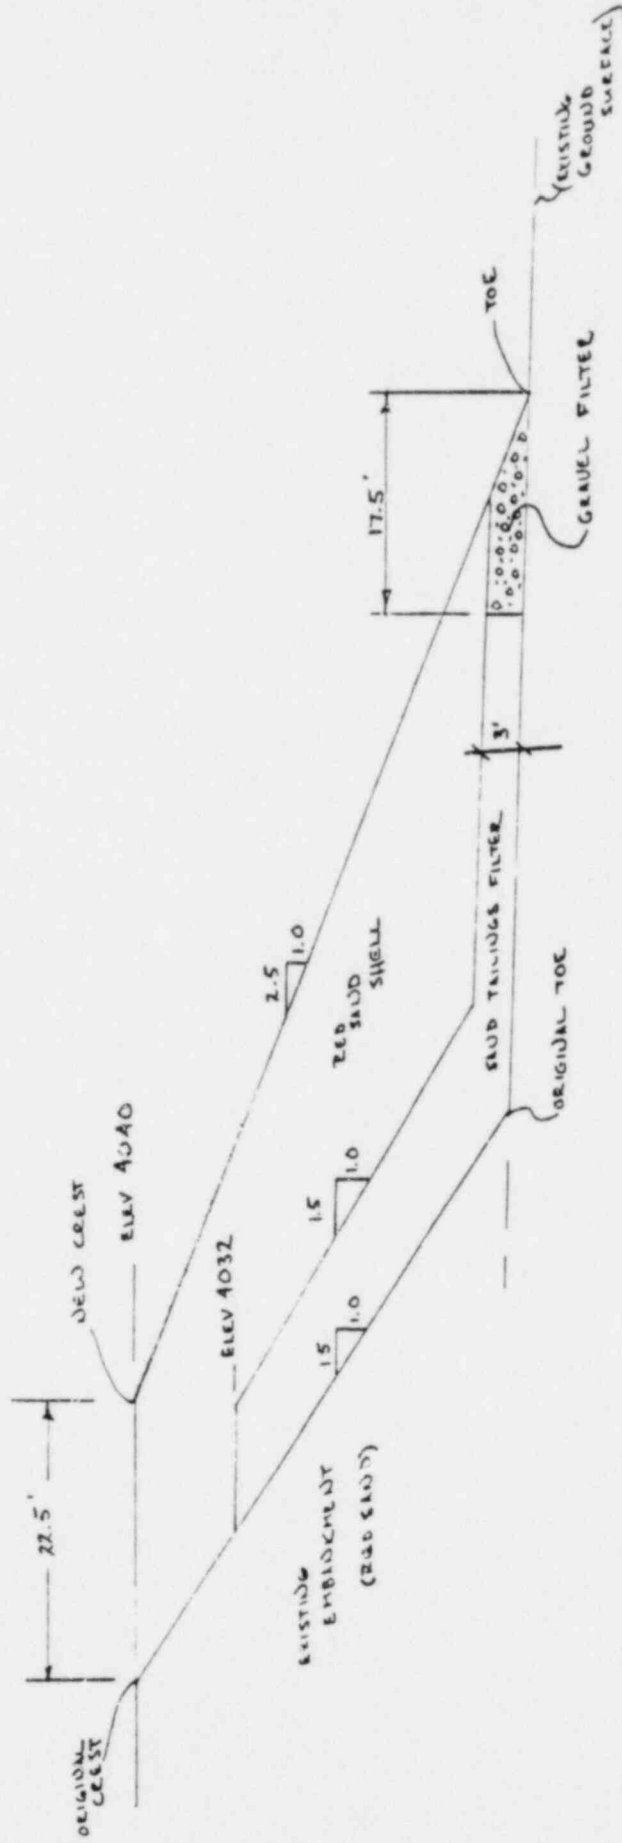 ORIGINAL
CREST
22.5'
NEW CREST
ELEV 4040
ELEV 4032
EXISTING
EMBANKMENT
(RED SAND)
1.5
1.0
1.5
1.0
2.5
1.0
RED
SAND
SHELL
ORIGINAL TOE
SAND TAILINGS FILTER
3'
17.5'
TOE
GRAVEL FILTER
(EXISTING
GROUND
SURFACE)